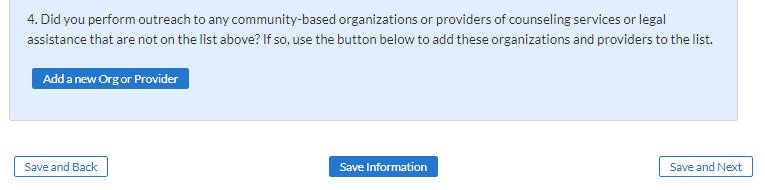 4. Did you perform outreach to any community-based organizations or providers of counseling services or legal
assistance that are not on the list above? If so, use the button below to add these organizations and providers to the list.
Add a new Org or Provider
Save and Back
Save Information
Save and Next